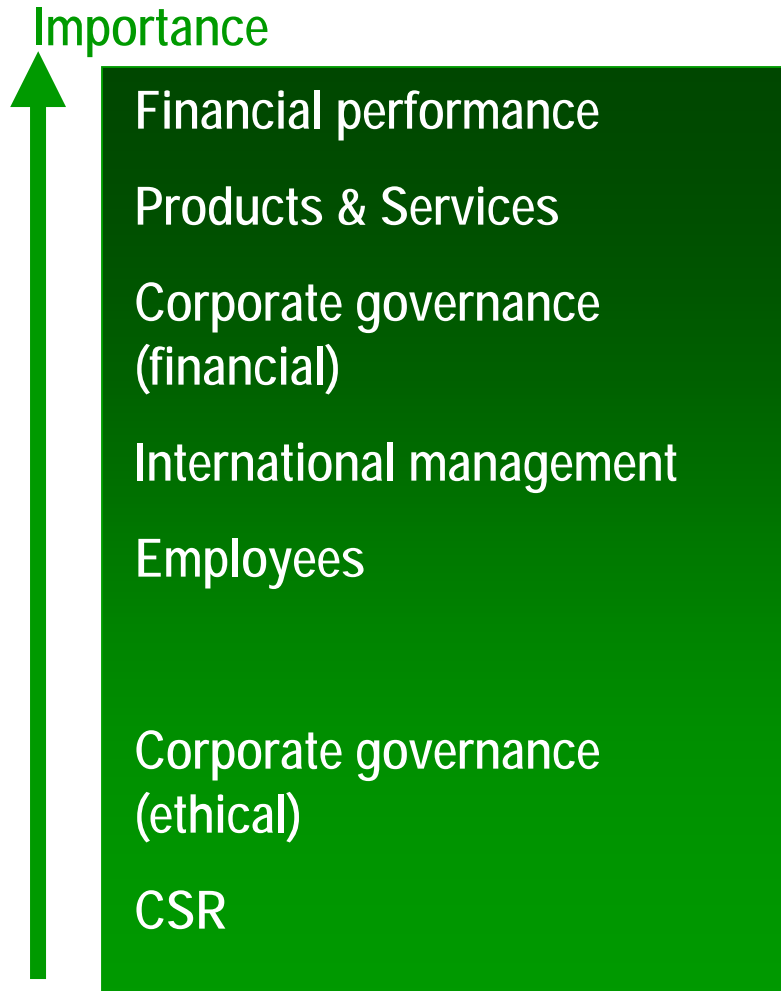 Importance
Financial performance
Products & Services
Corporate governance
(financial)
International management
Employees
Corporate governance
(ethical)
CSR